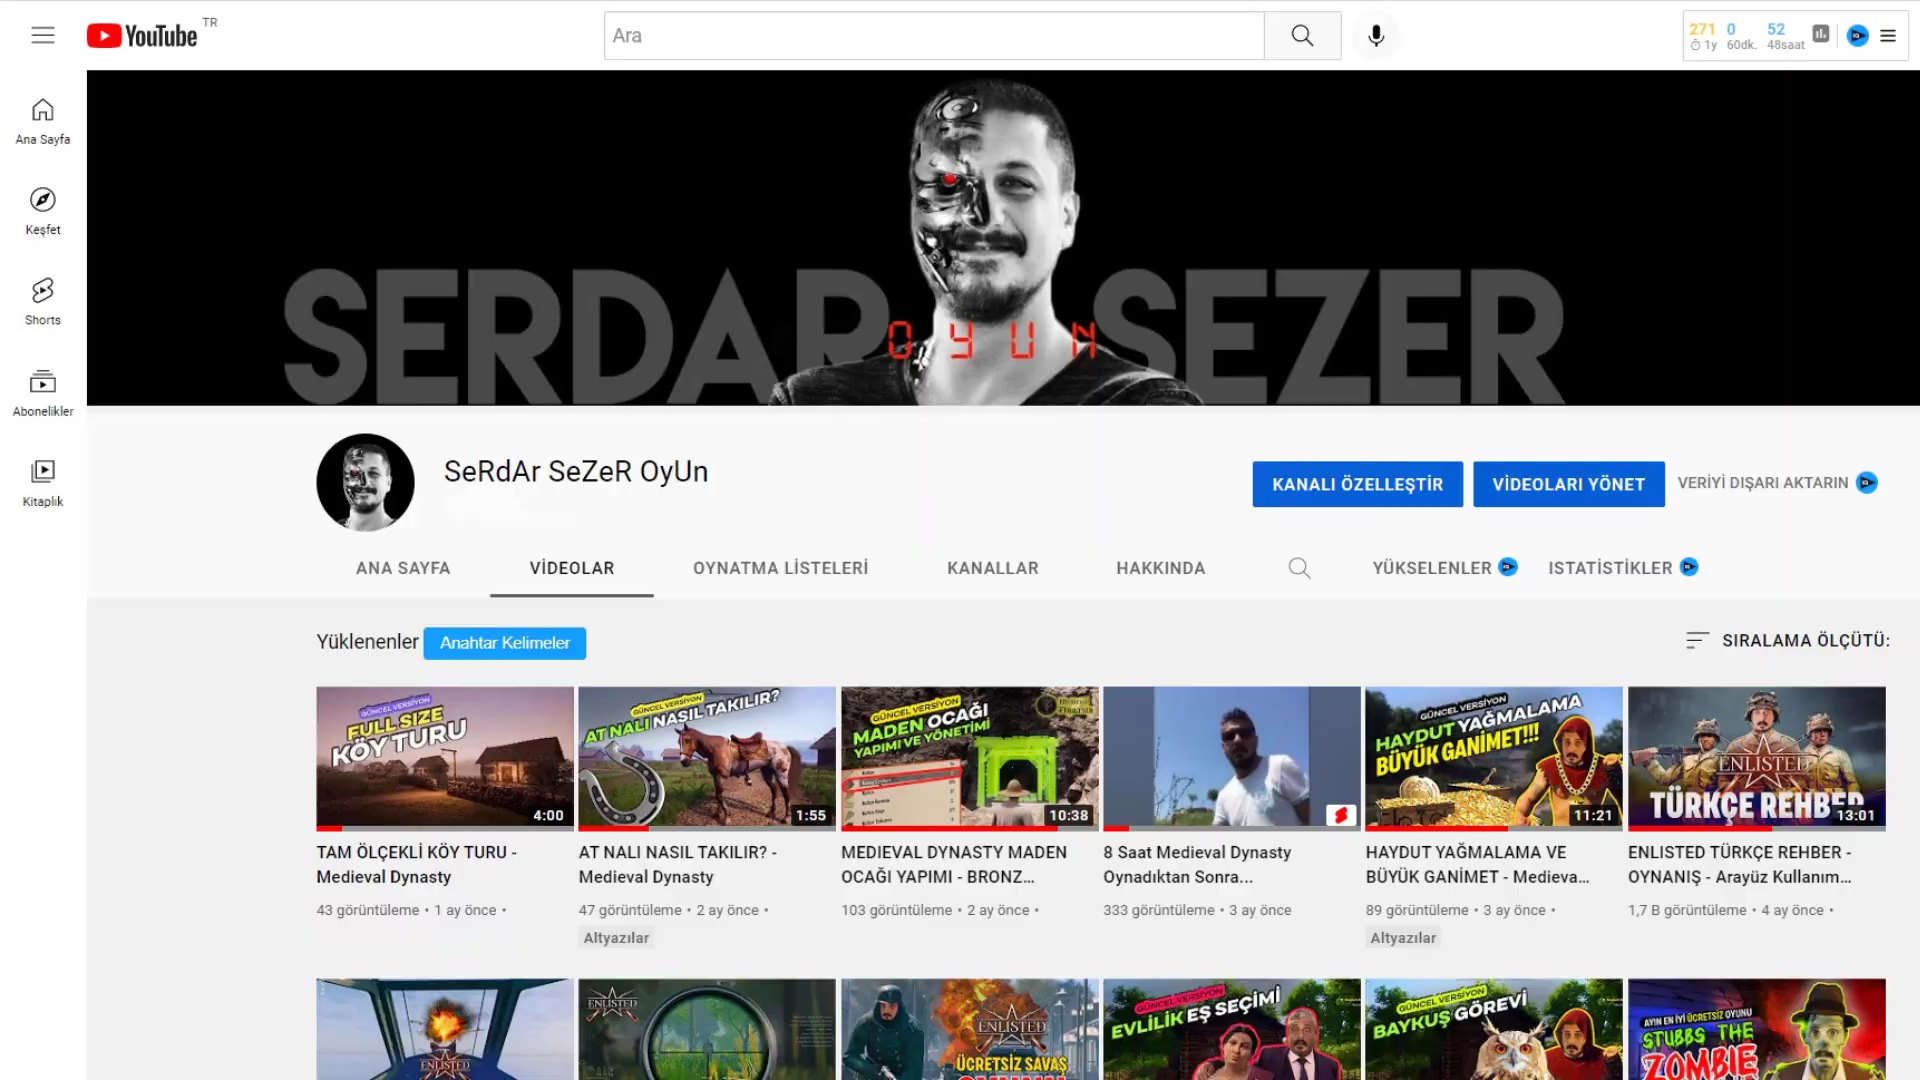 YouTube TR
Ara
271 0 52
1y 60dk. 48saat
Ana Sayfa
Keşfet
Shorts
Abonelikler
Kitaplık
SERDAR SEZER
OYUN
SeRdAr SeZeR OyUn
KANALI ÖZELLEŞTİR
VİDEOLARI YÖNET
VERİYİ DIŞARI AKTARIN
ANA SAYFA
VİDEOLAR
OYNATMA LİSTELERİ
KANALLAR
HAKKINDA
YÜKSELENLER
ISTATİSTİKLER
Yüklenenler
Anahtar Kelimeler
SIRALAMA ÖLÇÜTÜ:
GÜNCEL VERSİYON
FULL SIZE
KÖY TURU
4:00
TAM ÖLÇEKLİ KÖY TURU -
Medieval Dynasty
43 görüntüleme • 1 ay önce •
GÜNCEL VERSİYON
AT NALI NASIL TAKILIR?
1:55
AT NALI NASIL TAKILIR? -
Medieval Dynasty
47 görüntüleme • 2 ay önce •
Altyazılar
GÜNCEL VERSİYON
MADEN OCAĞI
YAPIMI VE YÖNETİMİ
10:38
MEDIEVAL DYNASTY MADEN
OCAĞI YAPIMI - BRONZ...
103 görüntüleme • 2 ay önce •
8 Saat Medieval Dynasty
Oynadıktan Sonra...
333 görüntüleme • 3 ay önce
GÜNCEL VERSİYON
HAYDUT YAĞMALAMA
BÜYÜK GANİMET!!!
11:21
HAYDUT YAĞMALAMA VE
BÜYÜK GANİMET - Medieva...
89 görüntüleme • 3 ay önce •
Altyazılar
ENLISTED
TÜRKÇE REHBER
13:01
ENLISTED TÜRKÇE REHBER -
OYNANIŞ - Arayüz Kullanım...
1,7 B görüntüleme • 4 ay önce •
ENLISTED
ENLISTED
ENLISTED
ÜCRETSİZ SAVAŞ
OYUNU
GÜNCEL VERSİYON
EVLİLİK EŞ SEÇİMİ
GÜNCEL VERSİYON
BAYKUŞ GÖREVİ
AYIN EN İYİ ÜCRETSİZ OYUNU
STUBBS THE
ZOMBIE